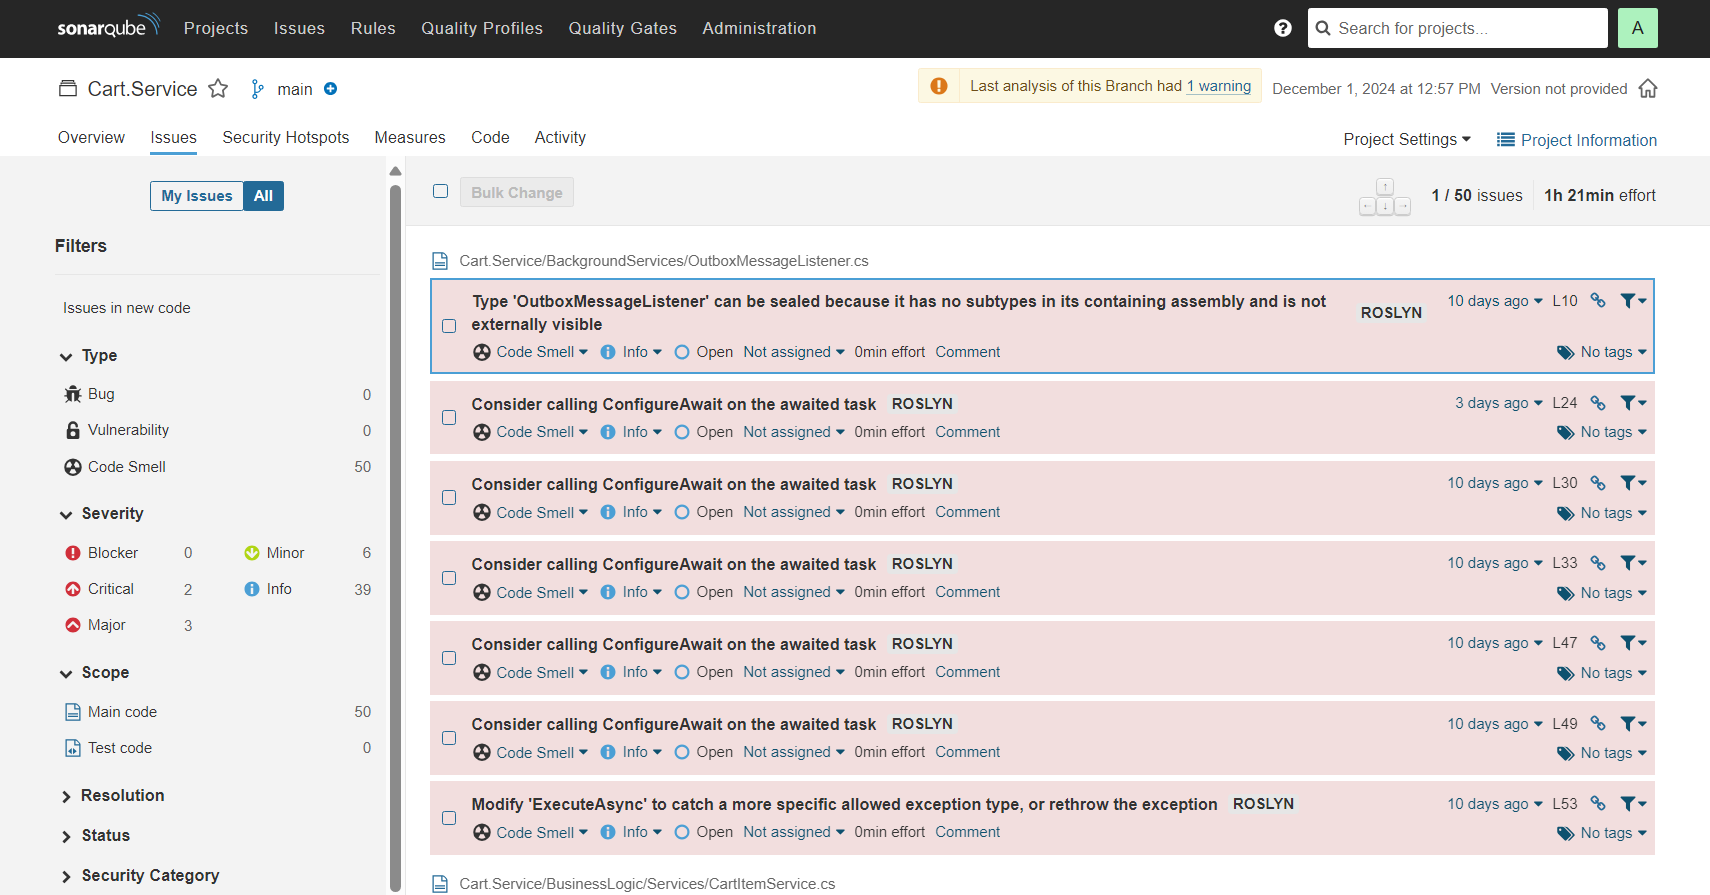 sonarqube Projects Issues Rules Quality Profiles Quality Gates Administration Search for projects... A
Cart.Service main Last analysis of this Branch had 1 warning December 1, 2024 at 12:57 PM Version not provided
Overview Issues Security Hotspots Measures Code Activity Project Settings Project Information
My Issues All
Bulk Change
1 / 50 issues 1h 21min effort
Filters
Issues in new code
Type
Bug 0
Vulnerability 0
Code Smell 50
Severity
Blocker 0 Minor 6
Critical 2 Info 39
Major 3
Scope
Main code 50
Test code 0
Resolution
Status
Security Category
Cart.Service/BackgroundServices/OutboxMessageListener.cs
Type 'OutboxMessageListener' can be sealed because it has no subtypes in its containing assembly and is not
externally visible ROSLYN 10 days ago L10
Code Smell Info Open Not assigned 0min effort Comment No tags
Consider calling ConfigureAwait on the awaited task ROSLYN 3 days ago L24
Code Smell Info Open Not assigned 0min effort Comment No tags
Consider calling ConfigureAwait on the awaited task ROSLYN 10 days ago L30
Code Smell Info Open Not assigned 0min effort Comment No tags
Consider calling ConfigureAwait on the awaited task ROSLYN 10 days ago L33
Code Smell Info Open Not assigned 0min effort Comment No tags
Consider calling ConfigureAwait on the awaited task ROSLYN 10 days ago L47
Code Smell Info Open Not assigned 0min effort Comment No tags
Consider calling ConfigureAwait on the awaited task ROSLYN 10 days ago L49
Code Smell Info Open Not assigned 0min effort Comment No tags
Modify 'ExecuteAsync' to catch a more specific allowed exception type, or rethrow the exception ROSLYN 10 days ago L53
Code Smell Info Open Not assigned 0min effort Comment No tags
Cart.Service/BusinessLogic/Services/CartItemService.cs